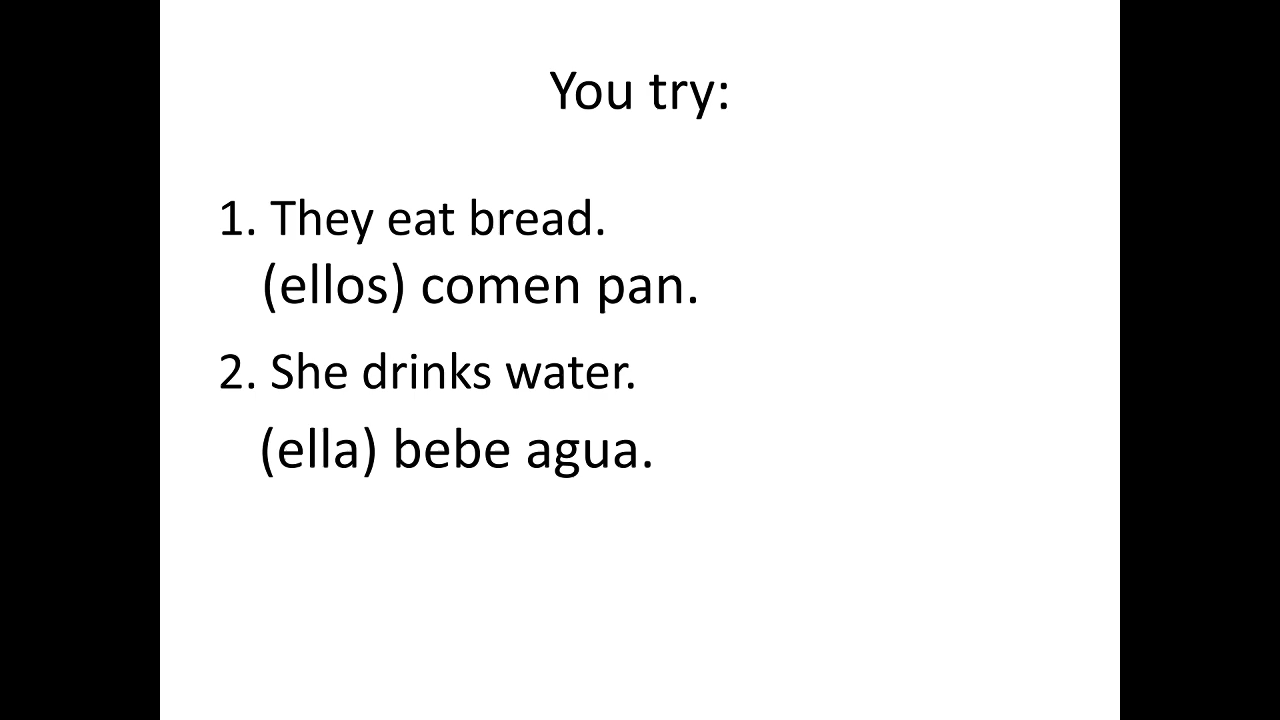 You try:
1. They eat bread.
(ellos) comen pan.
2. She drinks water.
(ella) bebe agua.